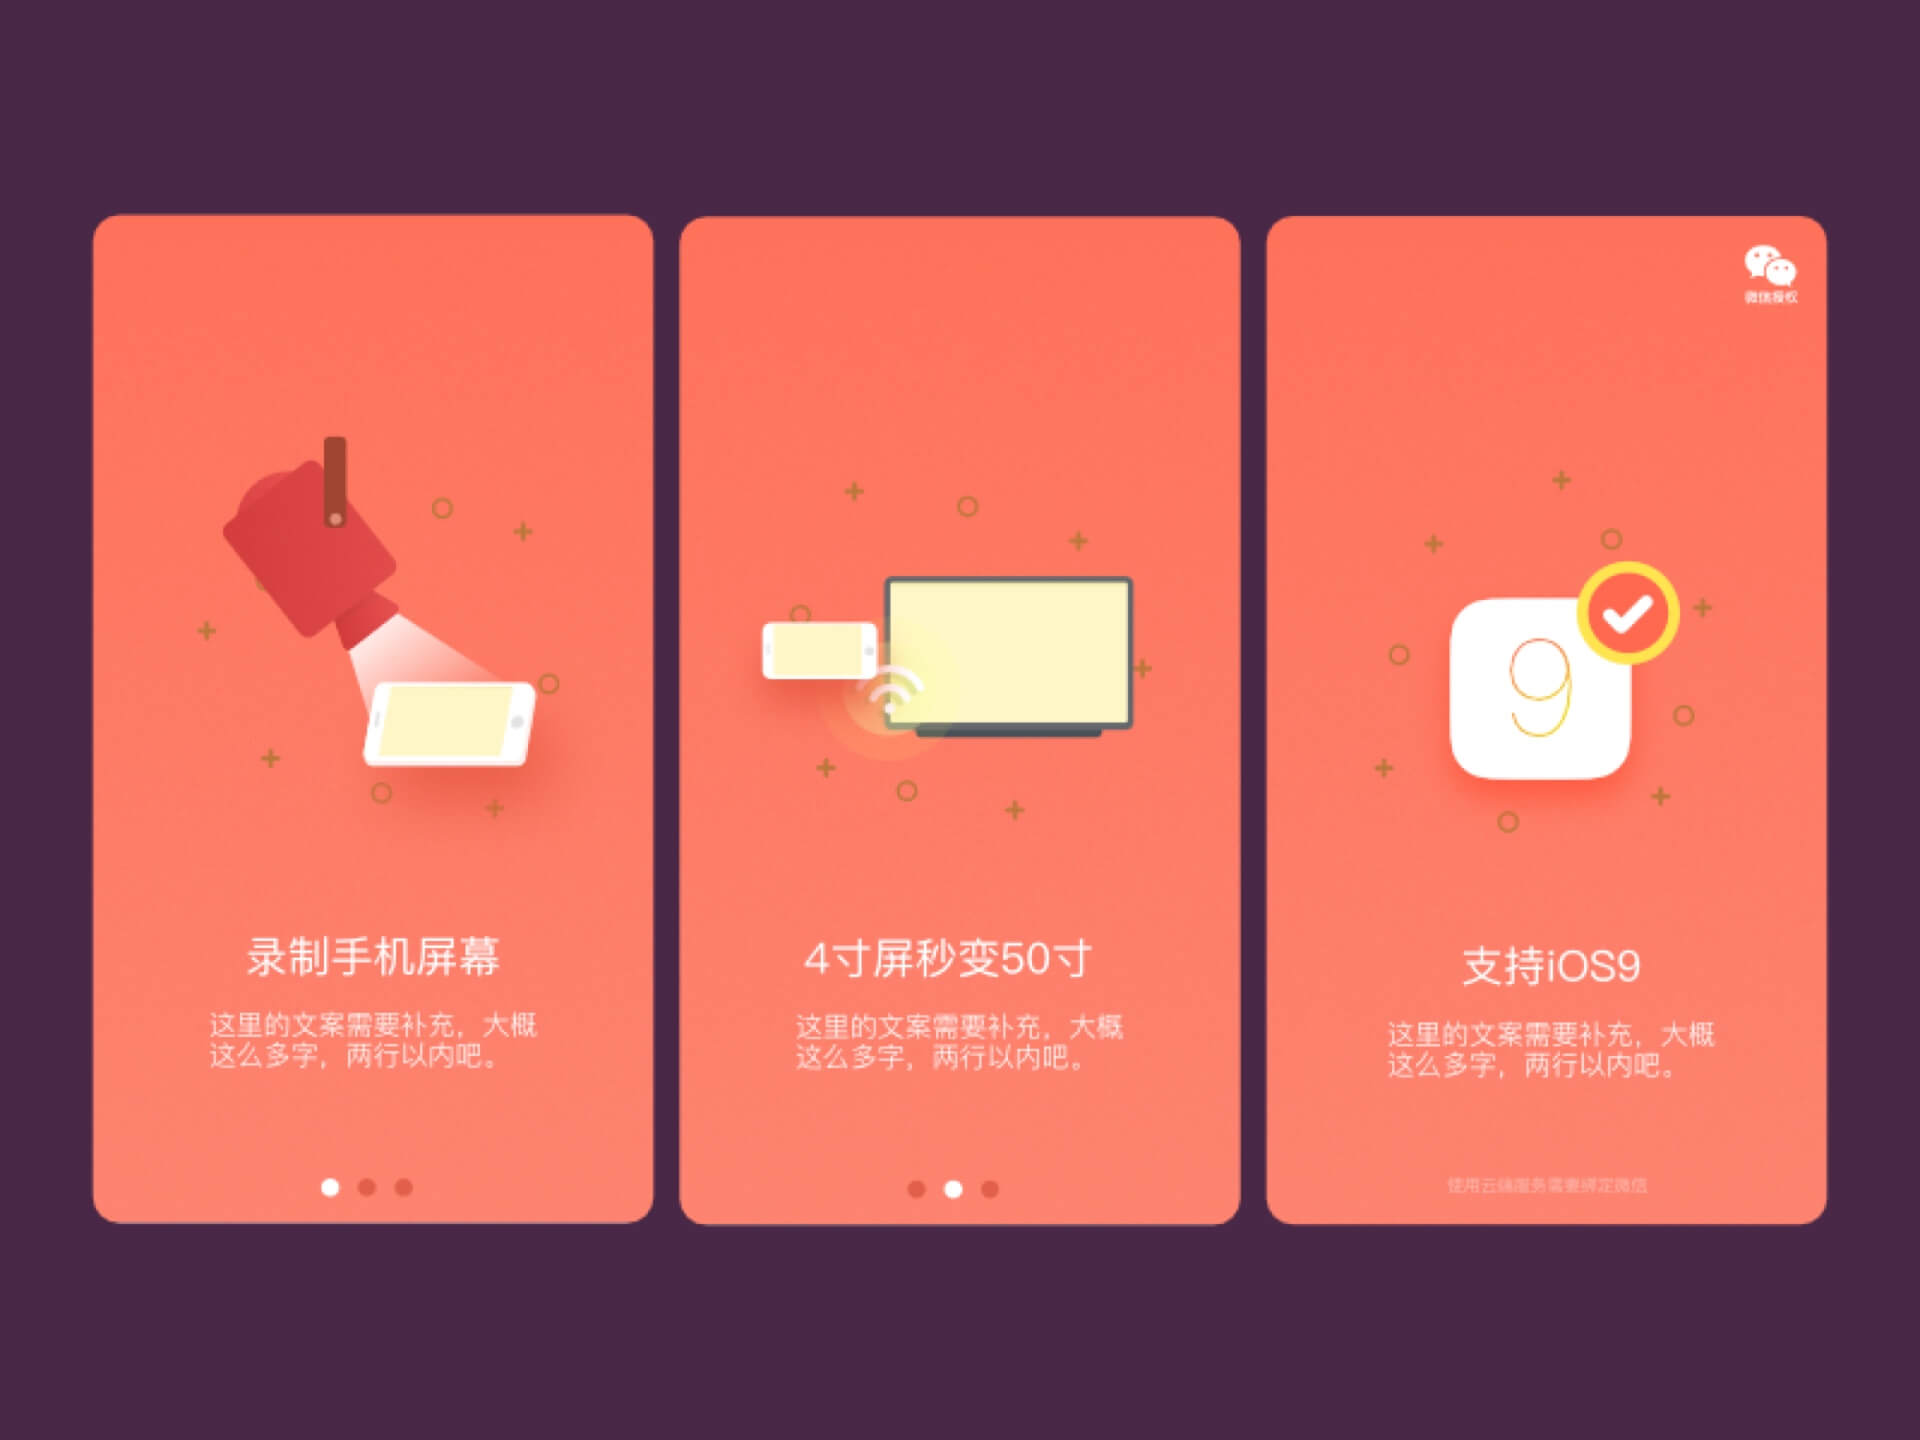 录制手机屏幕
这里的文案需要补充，大概
这么多字，两行以内吧。
4寸屏秒变50寸
这里的文案需要补充，大概
这么多字，两行以内吧。
微信授权
9
支持iOS9
这里的文案需要补充，大概
这么多字，两行以内吧。
使用云端服务需要绑定微信